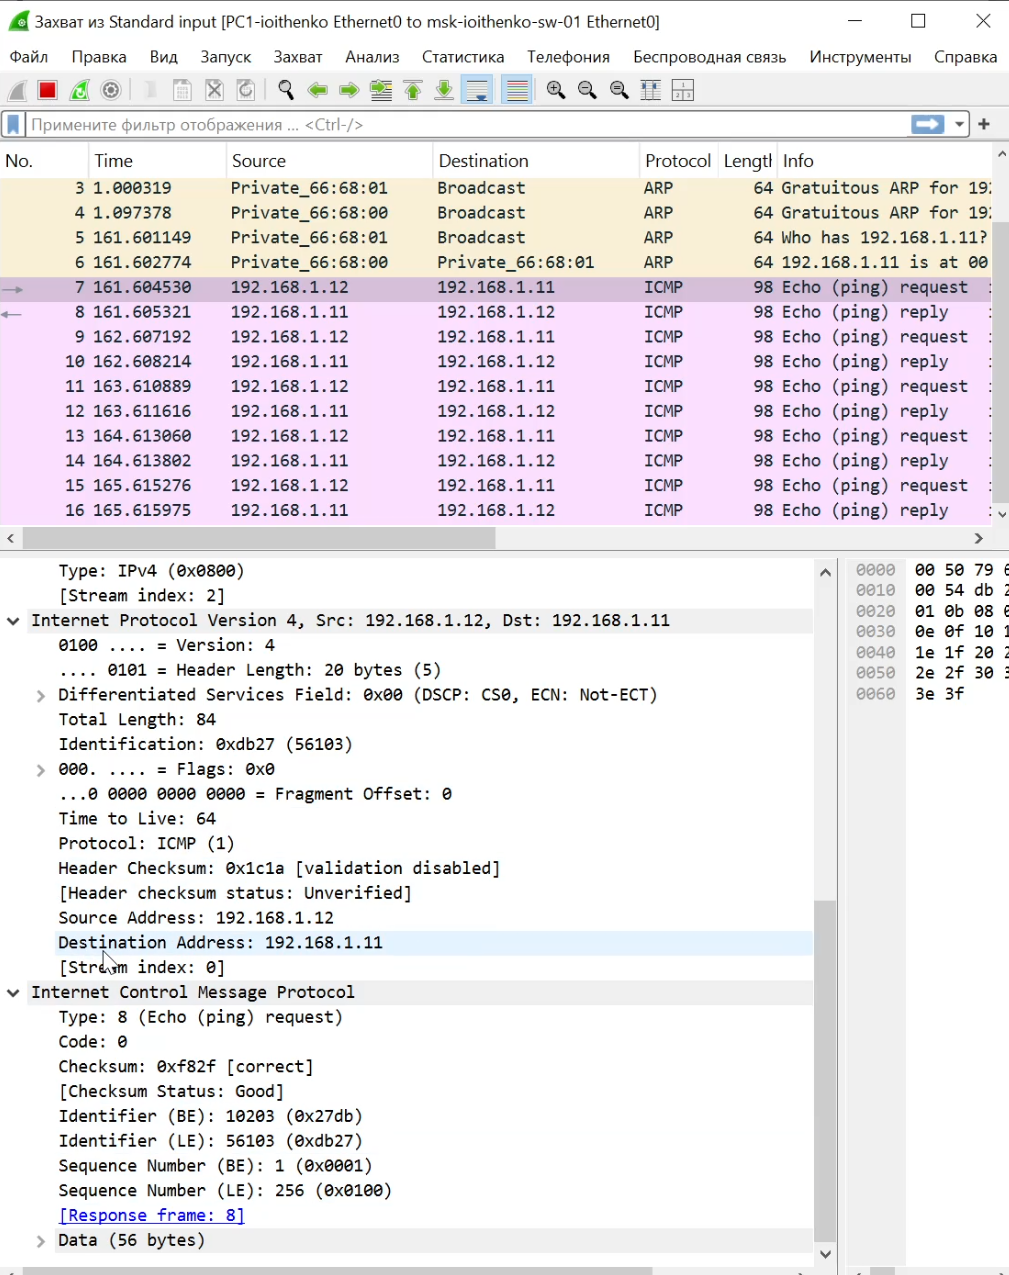 Захват из Standard input [PC1-ioithenko Ethernet0 to msk-ioithenko-sw-01 Ethernet0]
Файл Правка Вид Запуск Захват Анализ Статистика Телефония Беспроводная связь Инструменты Справка
Примените фильтр отображения ... <Ctrl-/>
No. Time Source Destination Protocol Length Info
3 1.000319 Private_66:68:01 Broadcast ARP 64 Gratuitous ARP for 19
4 1.097378 Private_66:68:00 Broadcast ARP 64 Gratuitous ARP for 19
5 161.601149 Private_66:68:01 Broadcast ARP 64 Who has 192.168.1.11?
6 161.602774 Private_66:68:00 Private_66:68:01 ARP 64 192.168.1.11 is at 00
7 161.604530 192.168.1.12 192.168.1.11 ICMP 98 Echo (ping) request
8 161.605321 192.168.1.11 192.168.1.12 ICMP 98 Echo (ping) reply
9 162.607192 192.168.1.12 192.168.1.11 ICMP 98 Echo (ping) request
10 162.608214 192.168.1.11 192.168.1.12 ICMP 98 Echo (ping) reply
11 163.610889 192.168.1.12 192.168.1.11 ICMP 98 Echo (ping) request
12 163.611616 192.168.1.11 192.168.1.12 ICMP 98 Echo (ping) reply
13 164.613060 192.168.1.12 192.168.1.11 ICMP 98 Echo (ping) request
14 164.613802 192.168.1.11 192.168.1.12 ICMP 98 Echo (ping) reply
15 165.615276 192.168.1.12 192.168.1.11 ICMP 98 Echo (ping) request
16 165.615975 192.168.1.11 192.168.1.12 ICMP 98 Echo (ping) reply
Type: IPv4 (0x0800)
[Stream index: 2]
Internet Protocol Version 4, Src: 192.168.1.12, Dst: 192.168.1.11
0100 .... = Version: 4
.... 0101 = Header Length: 20 bytes (5)
Differentiated Services Field: 0x00 (DSCP: CS0, ECN: Not-ECT)
Total Length: 84
Identification: 0xdb27 (56103)
000. .... = Flags: 0x0
...0 0000 0000 0000 = Fragment Offset: 0
Time to Live: 64
Protocol: ICMP (1)
Header Checksum: 0x1c1a [validation disabled]
[Header checksum status: Unverified]
Source Address: 192.168.1.12
Destination Address: 192.168.1.11
[Stream index: 0]
Internet Control Message Protocol
Type: 8 (Echo (ping) request)
Code: 0
Checksum: 0xf82f [correct]
[Checksum Status: Good]
Identifier (BE): 10203 (0x27db)
Identifier (LE): 56103 (0xdb27)
Sequence Number (BE): 1 (0x0001)
Sequence Number (LE): 256 (0x0100)
[Response frame: 8]
Data (56 bytes)
0000 00 50 79
0010 00 54 db
0020 01 0b 08
0030 0e 0f 10
0040 1e 1f 20
0050 2e 2f 30
0060 3e 3f